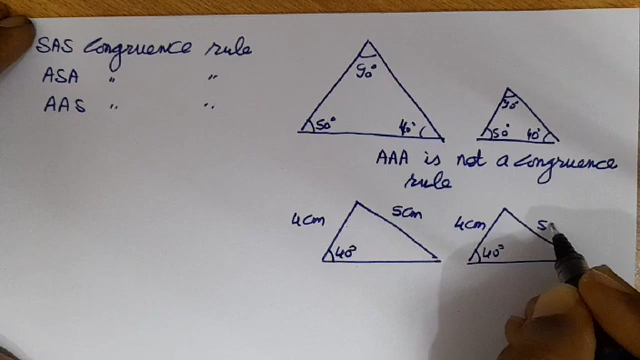 SAS Congruence rule
ASA " "
AAS " "
90°
50° 40°
90°
50° 40°
AAA is not a congruence
rule
4cm 5cm
40°
4cm 5
40°